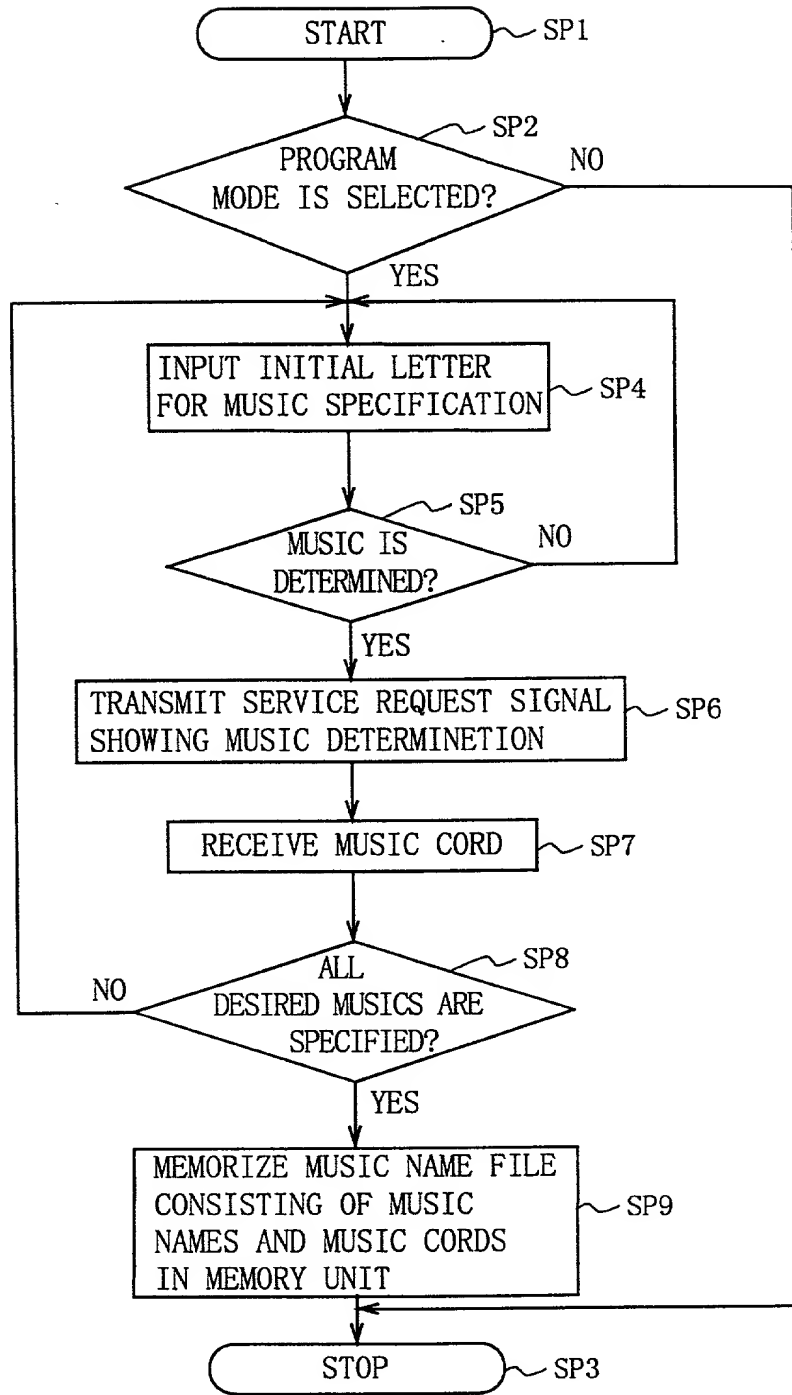 START
SP1
SP2
PROGRAM
MODE IS SELECTED?
NO
YES
INPUT INITIAL LETTER
FOR MUSIC SPECIFICATION
SP4
SP5
MUSIC IS
DETERMINED?
NO
YES
TRANSMIT SERVICE REQUEST SIGNAL
SHOWING MUSIC DETERMINETION
SP6
RECEIVE MUSIC CORD
SP7
SP8
ALL
DESIRED MUSICS ARE
SPECIFIED?
NO
YES
MEMORIZE MUSIC NAME FILE
CONSISTING OF MUSIC
NAMES AND MUSIC CORDS
IN MEMORY UNIT
SP9
STOP
SP3